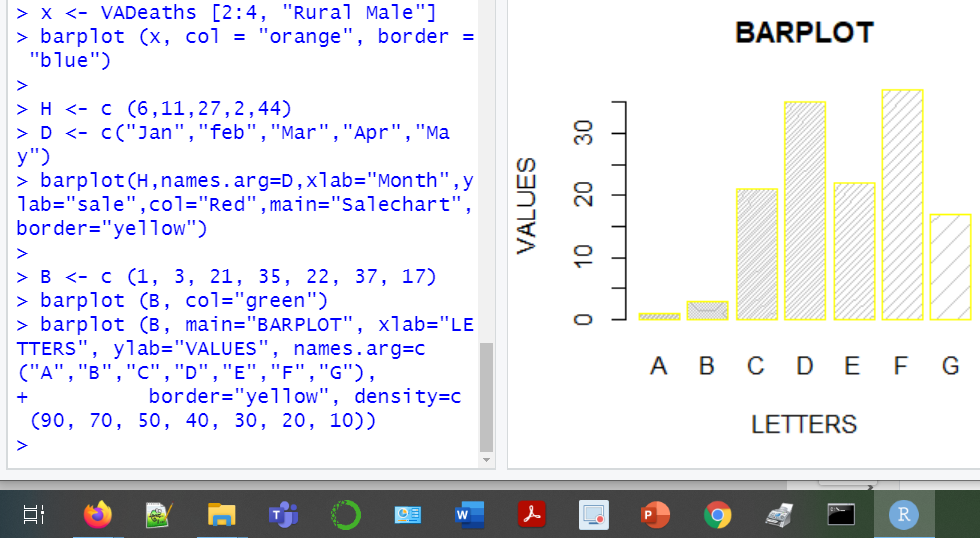 > x <- VADeaths [2:4, "Rural Male"]
> barplot (x, col = "orange", border =
"blue")
>
> H <- c (6,11,27,2,44)
> D <- c("Jan","feb","Mar","Apr","Ma
y")
> barplot(H,names.arg=D,xlab="Month",y
lab="sale",col="Red",main="Salechart",
border="yellow")
>
> B <- c (1, 3, 21, 35, 22, 37, 17)
> barplot (B, col="green")
> barplot (B, main="BARPLOT", xlab="LE
TTERS", ylab="VALUES", names.arg=c
("A","B","C","D","E","F","G"),
+ border="yellow", density=c
(90, 70, 50, 40, 30, 20, 10))
>
BARPLOT
VALUES
30
20
10
0
A B C D E F G
LETTERS
T
W
P
R